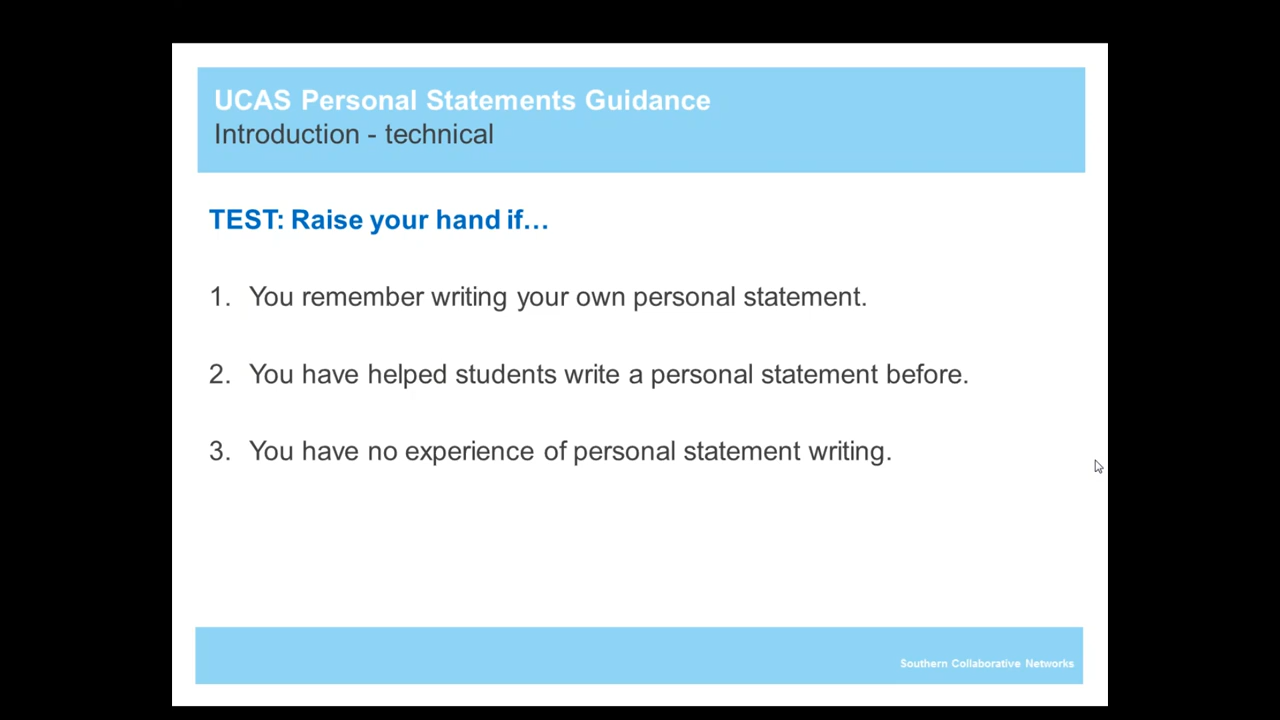 UCAS Personal Statements Guidance
Introduction - technical
TEST: Raise your hand if…
1. You remember writing your own personal statement.
2. You have helped students write a personal statement before.
3. You have no experience of personal statement writing.
Southern Collaborative Networks